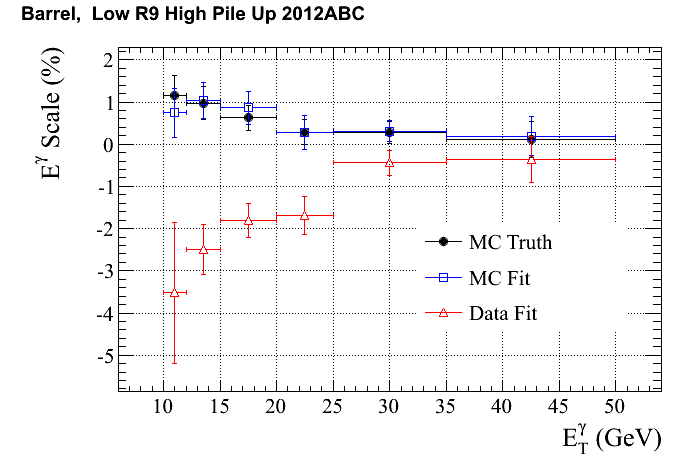 Barrel, Low R9 High Pile Up 2012ABC
E^γ Scale (%)
2
1
0
-1
-2
-3
-4
-5
MC Truth
MC Fit
Data Fit
10 15 20 25 30 35 40 45 50
E_T^γ (GeV)